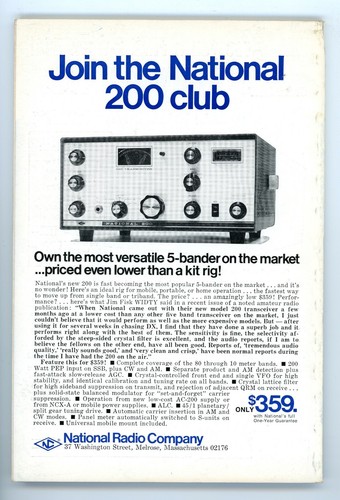 Join the National
200 club
NATIONAL
Own the most versatile 5-bander on the market
...priced even lower than a kit rig!
National's new 200 is fast becoming the most popular 5-bander on the market . . . and it's
no wonder! Here's an ideal rig for mobile, portable, or home operation . . . the fastest way
to move up from single band or triband. The price? . . . an amazingly low $359! Perfor-
mance? . . . here's what Jim Fisk W1DTY said in a recent issue of a noted amateur radio
publication: "When National came out with their new model 200 transceiver a few
months ago at a lower cost than any other five band transceiver on the market, I just
couldn't believe that it would perform as well as the more expensive models. But — after
using it for several weeks in chasing DX, I find that they have done a superb job and it
performs right along with the best of them. The sensitivity is fine, the selectivity af-
forded by the steep-sided crystal filter is excellent, and the audio reports, if I am to
believe the fellows on the other end, have all been good. Reports of, 'tremendous audio
quality,' 'really sounds good,' and 'very clean and crisp,' have been normal reports during
the time I have had the 200 on the air."
Feature this for $359! ■ Complete coverage of the 80 through 10 meter bands. ■ 200
Watt PEP input on SSB, plus CW and AM. ■ Separate product and AM detection plus
fast-attack slow-release AGC. ■ Crystal-controlled front end and single VFO for high
stability, and identical calibration and tuning rate on all bands. ■ Crystal lattice filter
for high sideband suppression on transmit, and rejection of adjacent QRM on receive . . .
plus solid-state balanced modulator for "set-and-forget" carrier
suppression. ■ Operation from new low-cost AC-200 supply or
from NCX-A or mobile power supplies. ■ ALC. ■ 45/1 planetary/
split gear tuning drive. ■ Automatic carrier insertion in AM and
CW modes. ■ Panel meter automatically switched to S-units on
receive. ■ Universal mobile mount included.
ONLY $359.
with National's full
One-Year Guarantee
NRC
National Radio Company
37 Washington Street, Melrose, Massachusetts 02176